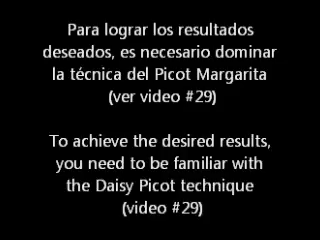 Para lograr los resultados
deseados, es necesario dominar
la técnica del Picot Margarita
(ver video #29)
To achieve the desired results,
you need to be familiar with
the Daisy Picot technique
(video #29)